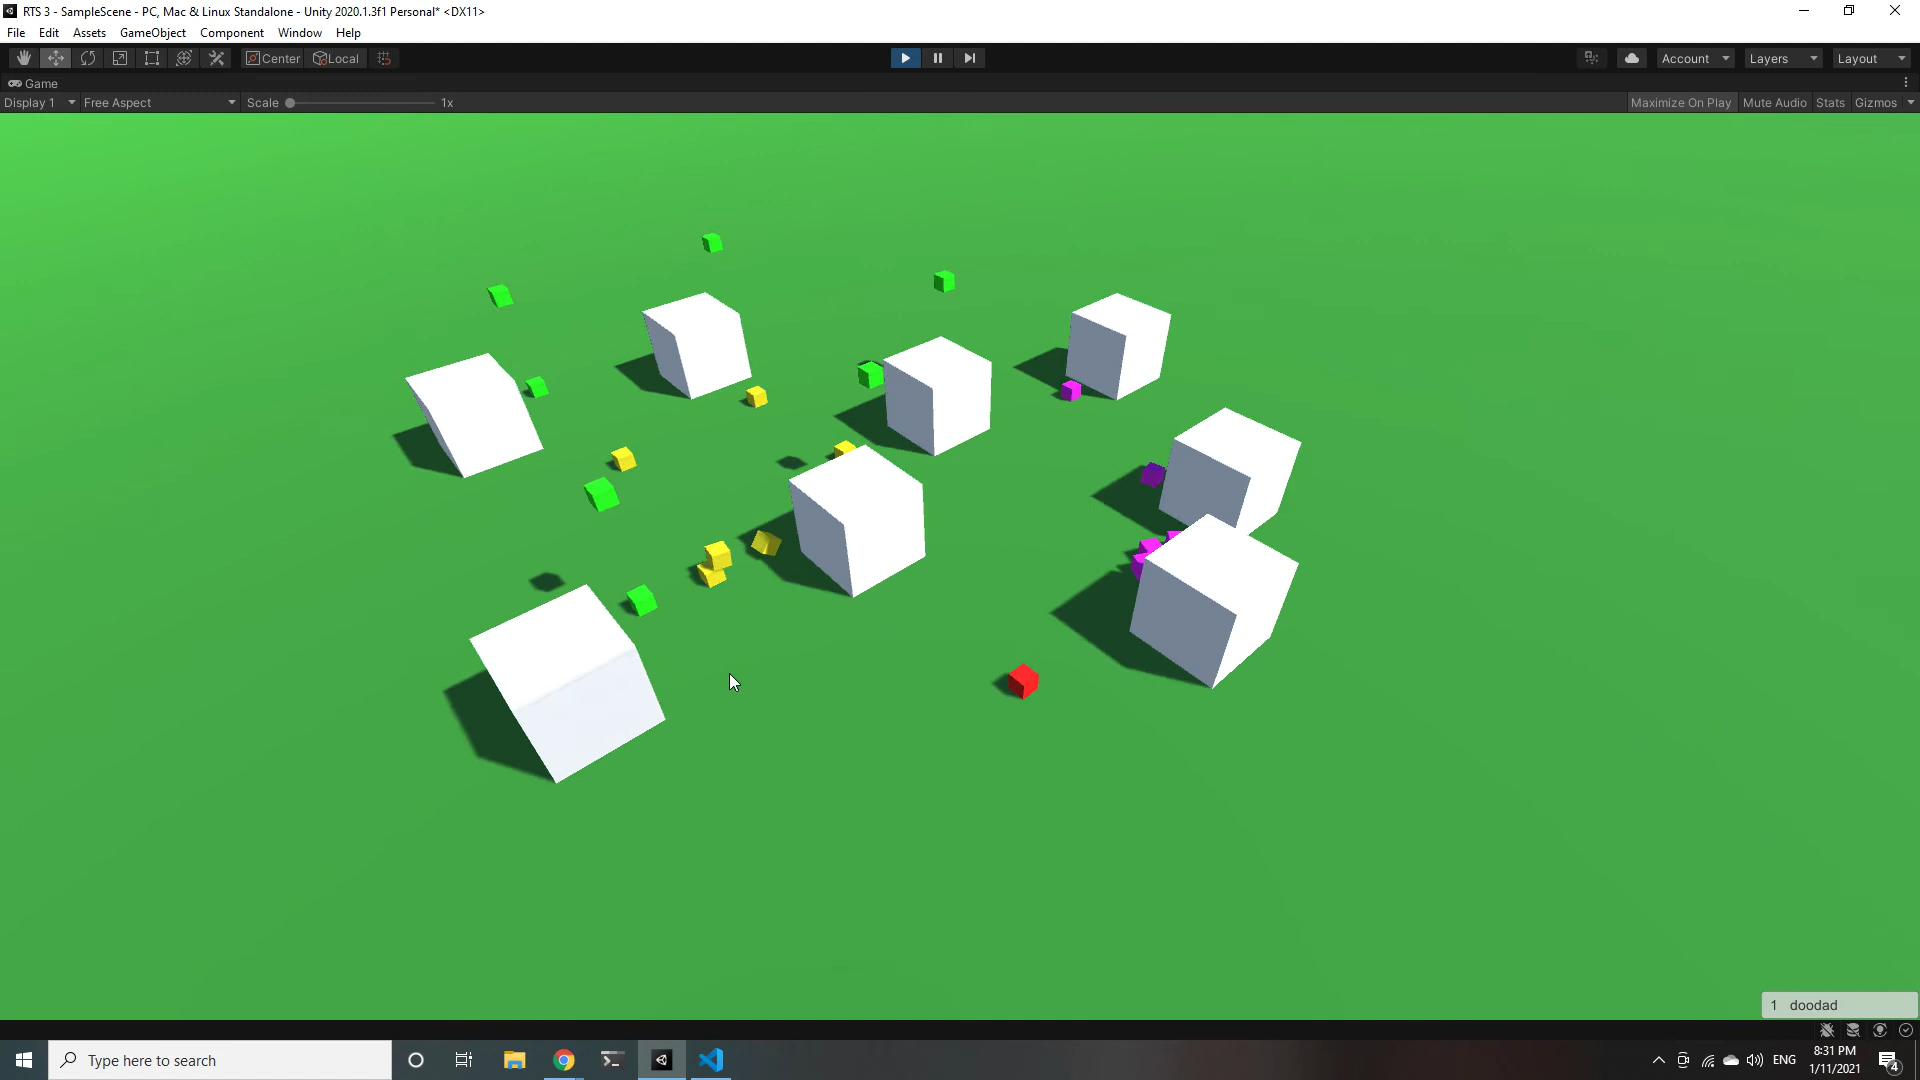 RTS 3 - SampleScene - PC, Mac & Linux Standalone - Unity 2020.1.3f1 Personal* <DX11>
File Edit Assets GameObject Component Window Help
Center Local Account Layers Layout
Game
Display 1 Free Aspect Scale 1x Maximize On Play Mute Audio Stats Gizmos
1 doodad
Type here to search
ENG
8:31 PM
1/11/2021
4